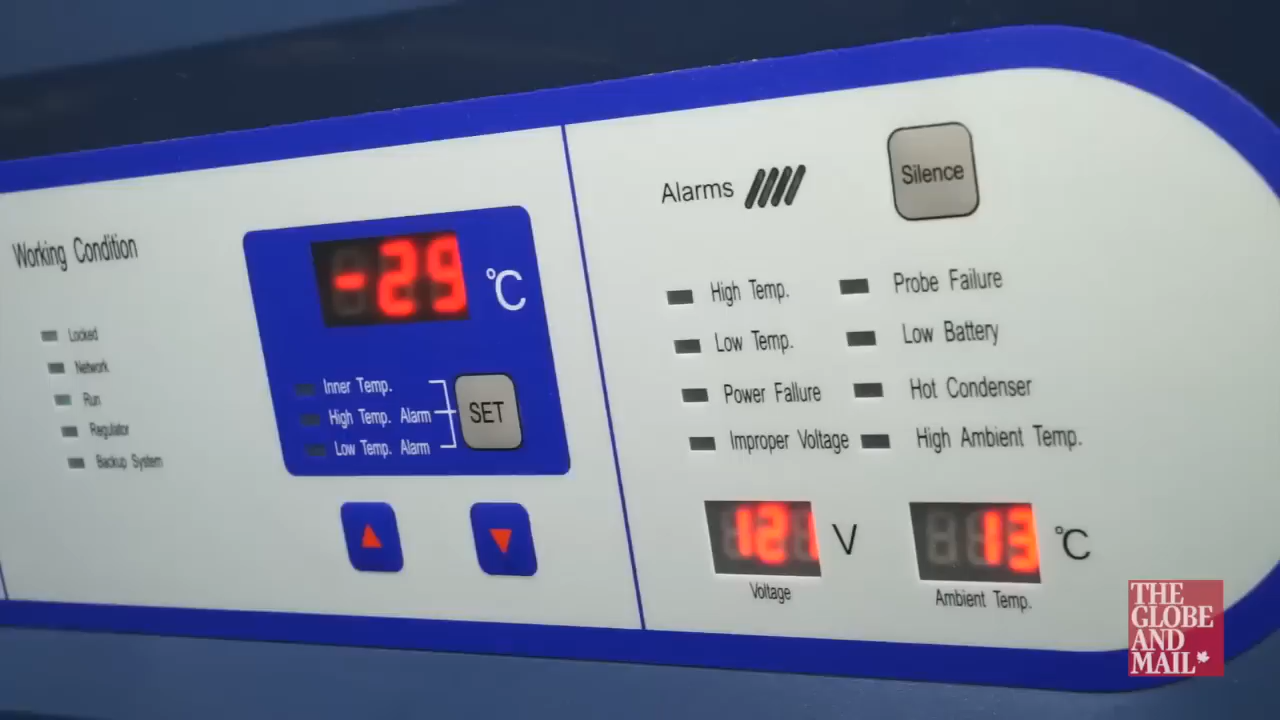 Working Condition
Locked
Network
Run
Regulator
Backup System
-29 °C
Inner Temp.
High Temp. Alarm
Low Temp. Alarm
SET
Alarms
Silence
High Temp.
Low Temp.
Power Failure
Improper Voltage
Probe Failure
Low Battery
Hot Condenser
High Ambient Temp.
121 V
Voltage
13 °C
Ambient Temp.
THE
GLOBE
AND
MAIL